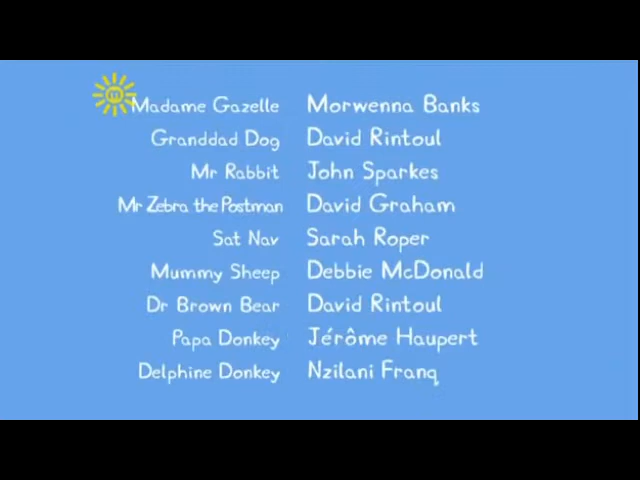 Madame Gazelle Morwenna Banks
Granddad Dog David Rintoul
Mr Rabbit John Sparkes
Mr Zebra the Postman David Graham
Sat Nav Sarah Roper
Mummy Sheep Debbie McDonald
Dr Brown Bear David Rintoul
Papa Donkey Jérôme Haupert
Delphine Donkey Nzilani Franq